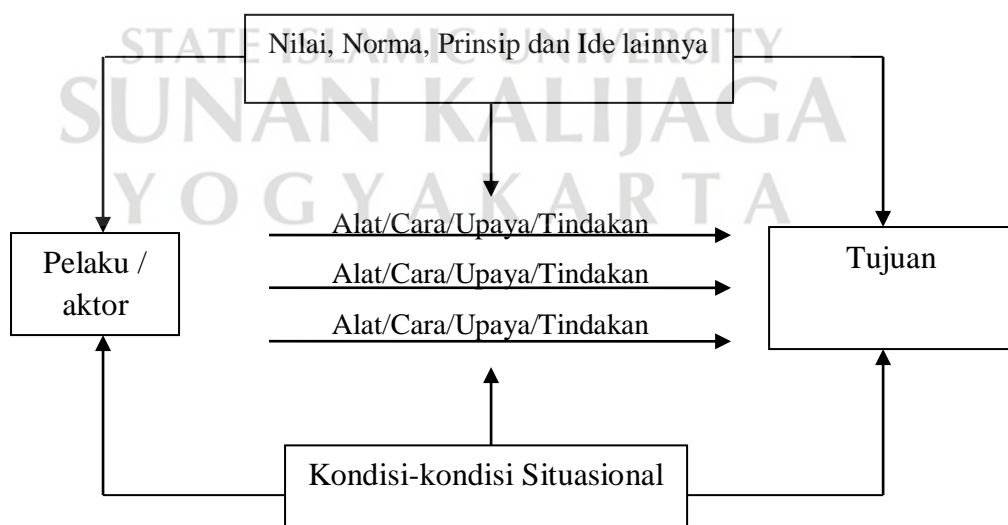 STATE ISLAMIC UNIVERSITY
SUNAN KALIJAGA
YOGYAKARTA
Nilai, Norma, Prinsip dan Ide lainnya
Alat/Cara/Upaya/Tindakan
Pelaku /
aktor
Alat/Cara/Upaya/Tindakan
Alat/Cara/Upaya/Tindakan
Tujuan
Kondisi-kondisi Situasional